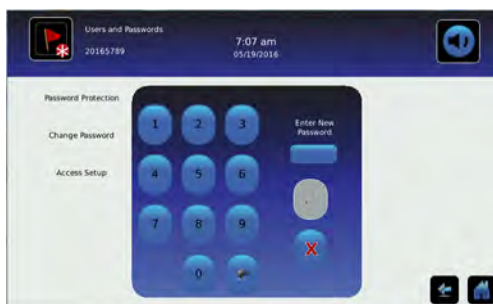 Users and Passwords
20165789
7:07 am
05/19/2016
Password Protection
Change Password
Access Setup
1 2 3
4 5 6
7 8 9
0
Enter New
Password
X